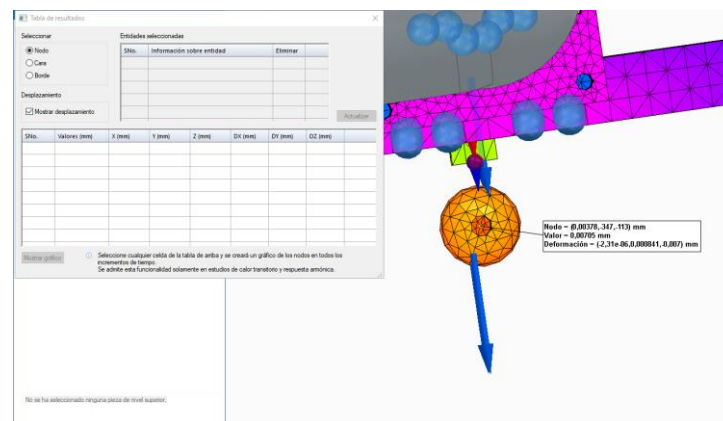 Tabla de resultados
Seleccionar
Nodo
Cara
Borde
Desplazamiento
Mostrar desplazamiento
Entidades seleccionadas
SNo. Información sobre entidad Eliminar
Actualizar
SNo. Valores (mm) X (mm) Y (mm) Z (mm) DX (mm) DY (mm) DZ (mm)
Mostrar gráfico
Seleccione cualquier celda de la tabla de arriba y se creará un gráfico de los nodos en todos los
incrementos de tiempo.
Se admite esta funcionalidad solamente en estudios de calor transitorio y respuesta armónica.
Nodo = (0,00378,-347,-113) mm
Valor = 0,00705 mm
Deformación = (-2,31e-06,0,000841,-0,007) mm
No se ha seleccionado ninguna pieza de nivel superior.